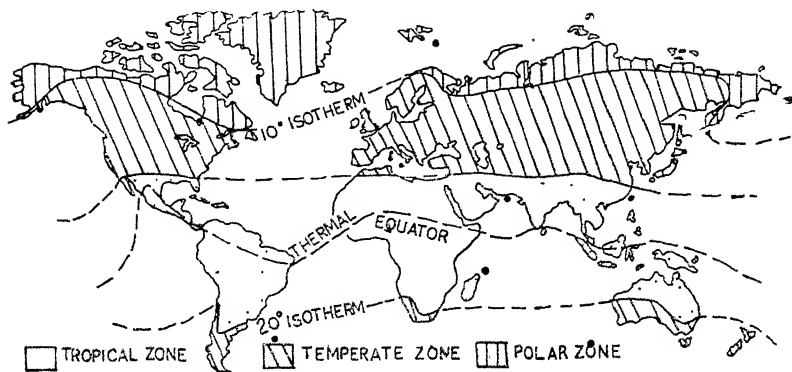 10° ISOTHERM
THERMAL EQUATOR
20° ISOTHERM
TROPICAL ZONE
TEMPERATE ZONE
POLAR ZONE